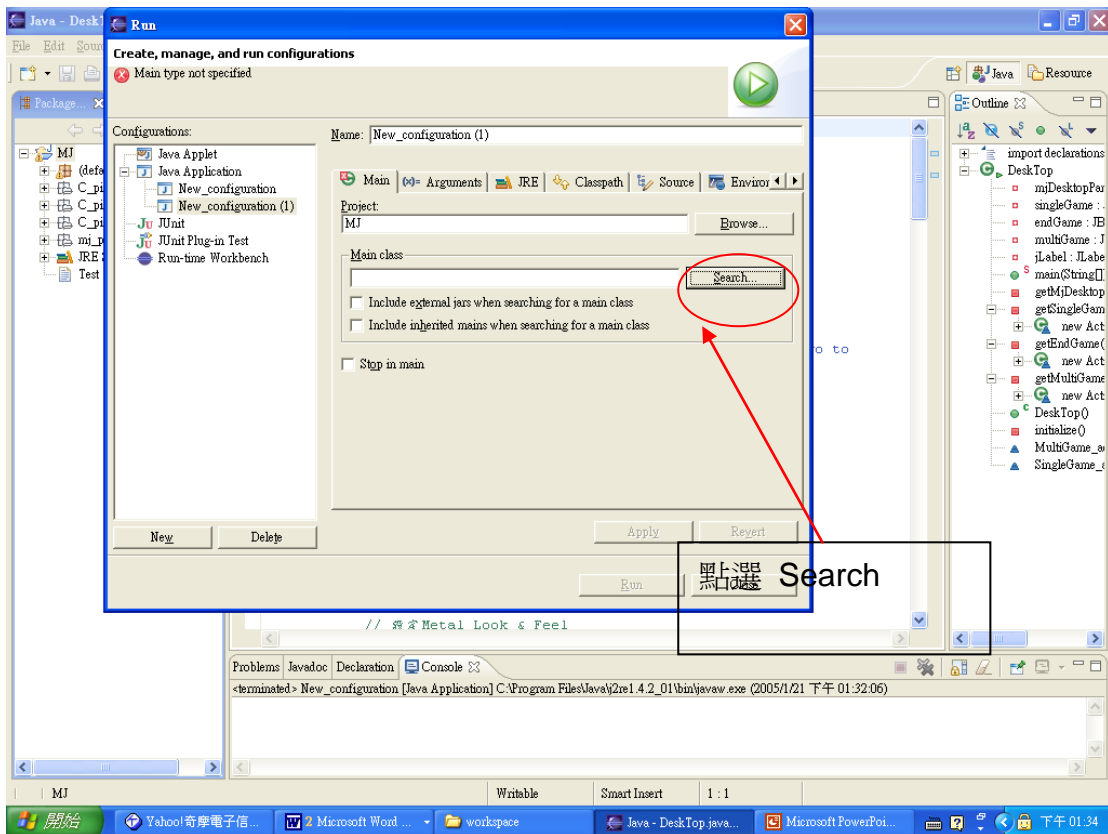 Java - Desk
Run
File Edit Sour
Create, manage, and run configurations
Main type not specified
Java
Resource
Package...
Outline
Configurations:
Java Applet
Java Application
New_configuration
New_configuration (1)
JUnit
JUnit Plug-in Test
Run-time Workbench
New
Delete
Name: New_configuration (1)
Main
(x)= Arguments
JRE
Classpath
Source
Environ
Project:
MJ
Browse...
Main class
Search...
Include external jars when searching for a main class
Include inherited mains when searching for a main class
Stop in main
Apply
Revert
Run
點選 Search
MJ
(defa
C_pi
C_pi
C_pi
mj_p
JRE
Test
ro to
import declarations
DeskTop
mjDesktopPar
singleGame : .
endGame : JB
multiGame : J
jLabel : JLabe
main(String[]
getMjDesktop
getSingleGam
new Act
getEndGame(
new Act
getMultiGame
new Act
DeskTop()
initialize()
MultiGame_a
SingleGame_a
Metal Look & Feel
Problems Javadoc Declaration Console
<terminated> New_configuration [Java Application] C:\Program Files\Java\j2re1.4.2_01\bin\javaw.exe (2005/1/21 下午 01:32:06)
MJ
Writable
Smart Insert
1 : 1
開始
Yahoo!奇摩電子信...
2 Microsoft Word ...
workspace
Java - DeskTop.java...
Microsoft PowerPoi...
下午 01:34